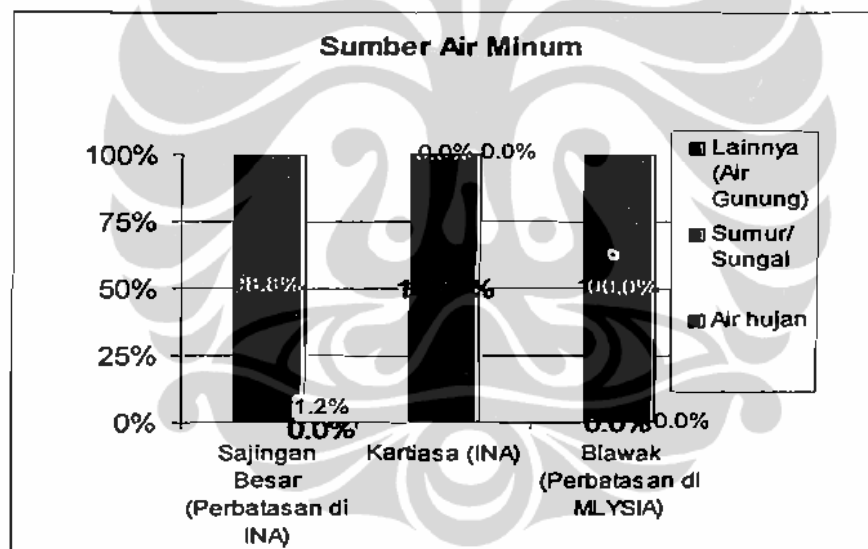 Sumber Air Minum
100%
75%
50%
25%
0%
0.0% 0.0%
100.0%
1.2%
0.0%
0.0% 0.0%
Sajingan
Besar
(Perbatasan di
INA)
Kartiasa (INA)
Biawak
(Perbatasan di
MLYSIA)
Lainnya
(Air
Gunung)
Sumur/
Sungai
Air hujan